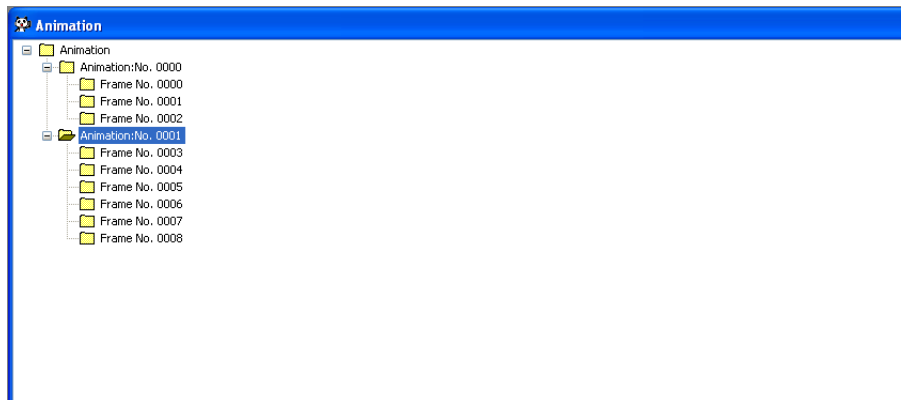 Animation
Animation
Animation:No. 0000
Frame No. 0000
Frame No. 0001
Frame No. 0002
Animation:No. 0001
Frame No. 0003
Frame No. 0004
Frame No. 0005
Frame No. 0006
Frame No. 0007
Frame No. 0008